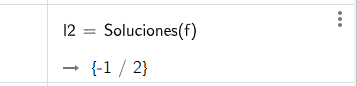 l2 = Soluciones(f)
→ {-1 / 2}